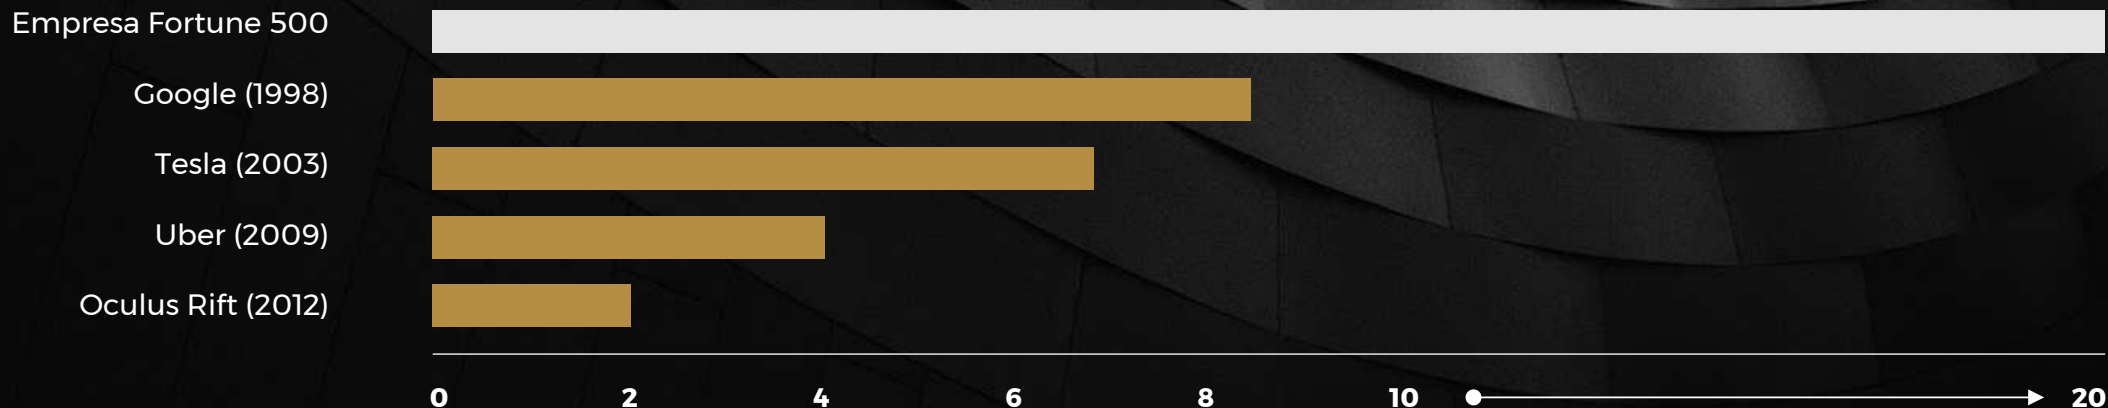 Empresa Fortune 500
Google (1998)
Tesla (2003)
Uber (2009)
Oculus Rift (2012)
0 2 4 6 8 10 20